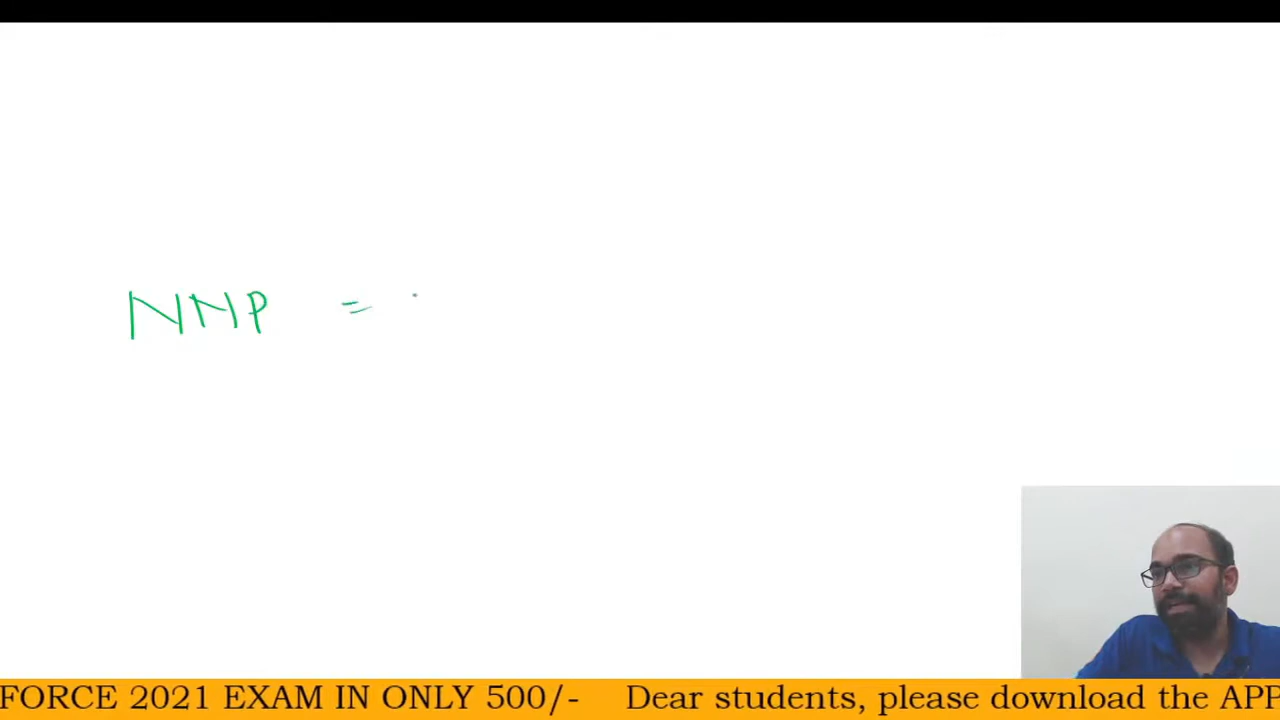 NNP =
FORCE 2021 EXAM IN ONLY 500/- Dear students, please download the APP